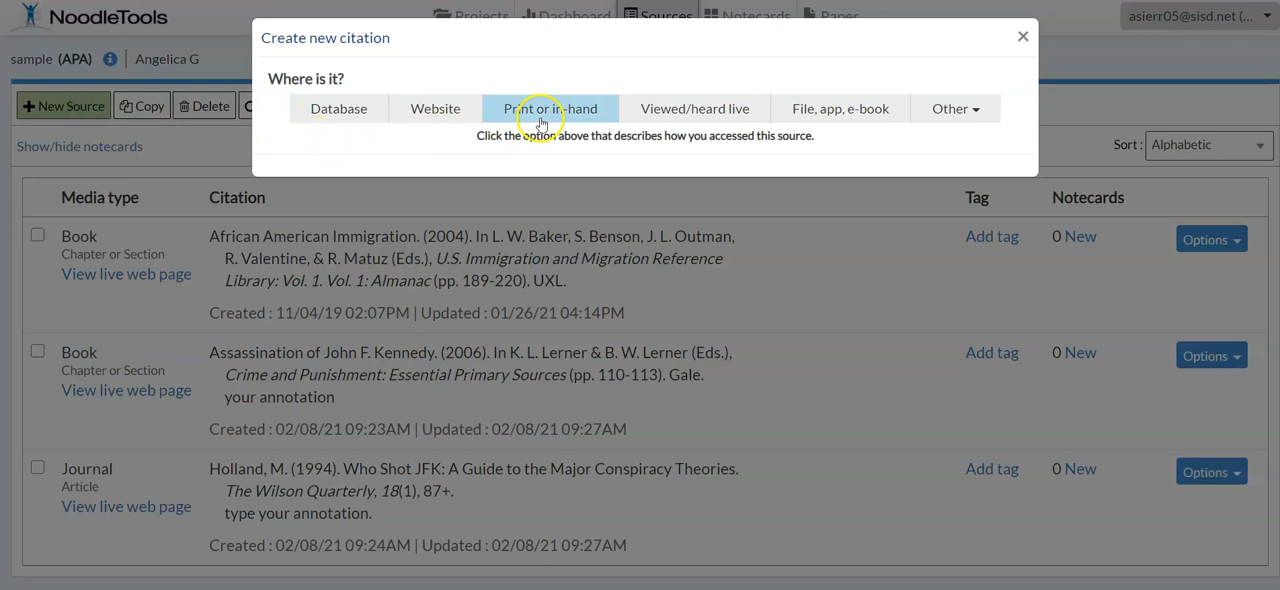 NoodleTools
Projects Dashboard Sources Notecards Paper
asierr05@sisd.net (...
sample (APA) Angelica G
Create new citation
Where is it?
Database Website Print or in-hand Viewed/heard live File, app, e-book Other
Click the option above that describes how you accessed this source.
New Source Copy Delete
Show/hide notecards
Sort : Alphabetic
Media type Citation Tag Notecards
Book
Chapter or Section
View live web page
African American Immigration. (2004). In L. W. Baker, S. Benson, J. L. Outman,
R. Valentine, & R. Matuz (Eds.), U.S. Immigration and Migration Reference
Library: Vol. 1. Vol. 1: Almanac (pp. 189-220). UXL.
Created : 11/04/19 02:07PM | Updated : 01/26/21 04:14PM
Add tag
0 New
Options
Book
Chapter or Section
View live web page
Assassination of John F. Kennedy. (2006). In K. L. Lerner & B. W. Lerner (Eds.),
Crime and Punishment: Essential Primary Sources (pp. 110-113). Gale.
your annotation
Created : 02/08/21 09:23AM | Updated : 02/08/21 09:27AM
Add tag
0 New
Options
Journal
Article
View live web page
Holland, M. (1994). Who Shot JFK: A Guide to the Major Conspiracy Theories.
The Wilson Quarterly, 18(1), 87+.
type your annotation.
Created : 02/08/21 09:24AM | Updated : 02/08/21 09:27AM
Add tag
0 New
Options